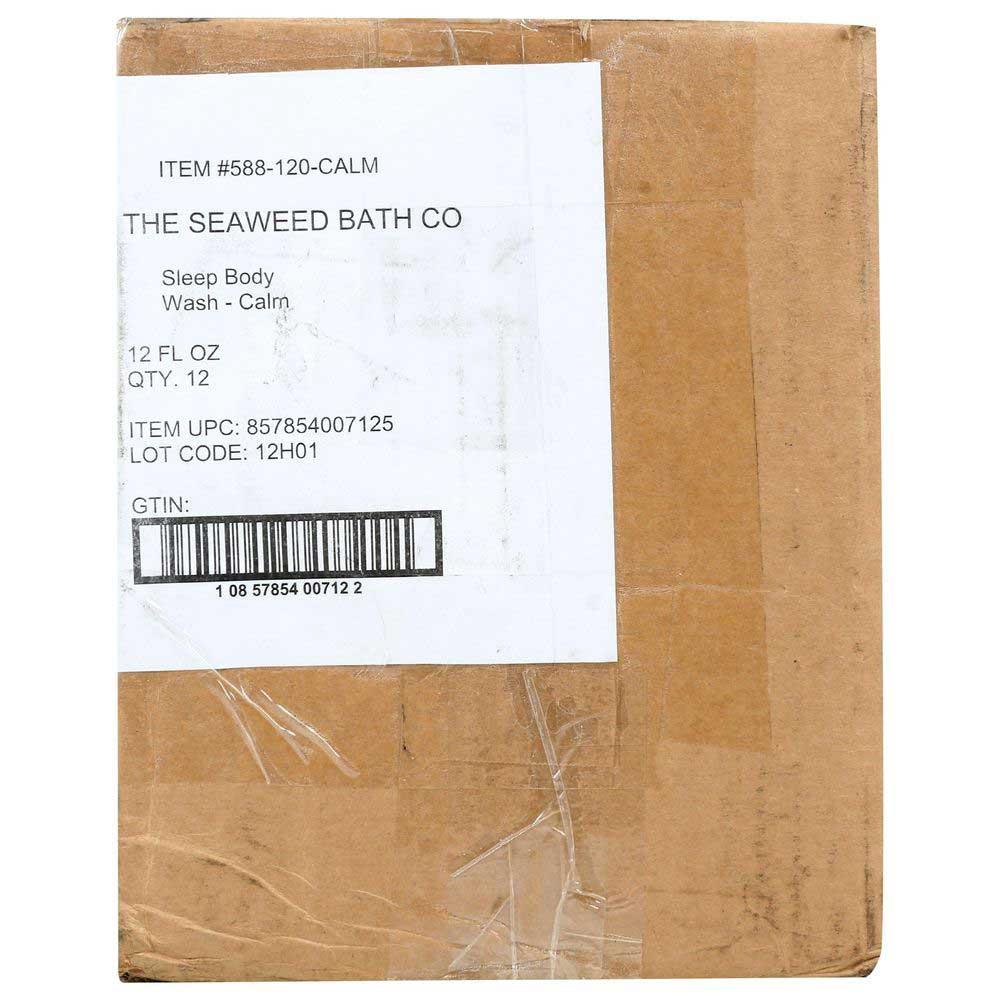 ITEM #588-120-CALM
THE SEAWEED BATH CO
Sleep Body
Wash - Calm
12 FL OZ
QTY. 12
ITEM UPC: 857854007125
LOT CODE: 12H01
GTIN:
1 08 57854 00712 2